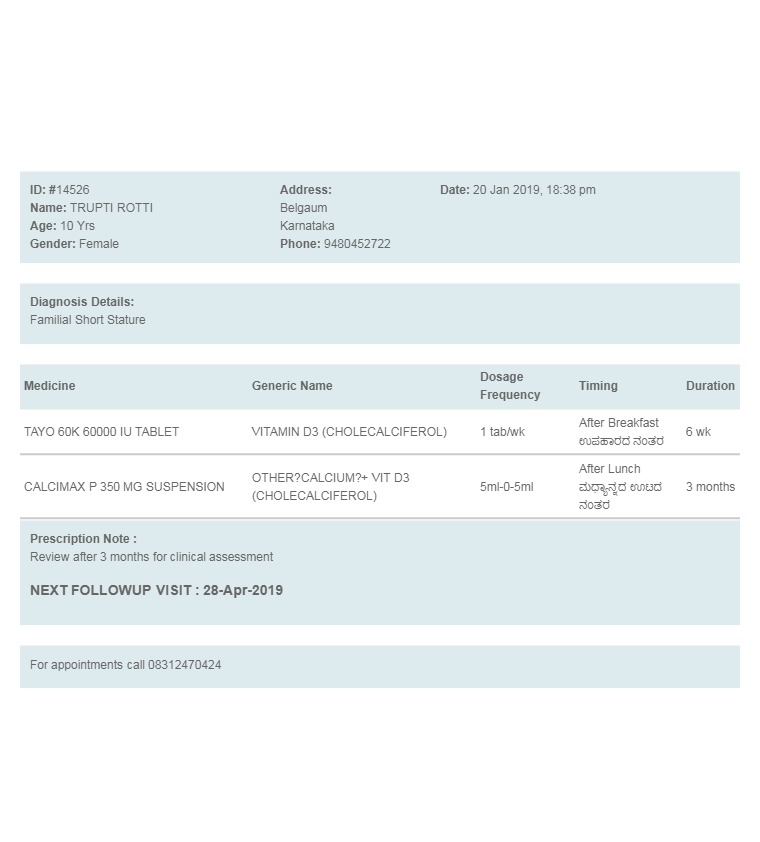 ID: #14526
Name: TRUPTI ROTTI
Age: 10 Yrs
Gender: Female
Address:
Belgaum
Karnataka
Phone: 9480452722
Date: 20 Jan 2019, 18:38 pm
Diagnosis Details:
Familial Short Stature
Medicine Generic Name Dosage Frequency Timing Duration
TAYO 60K 60000 IU TABLET VITAMIN D3 (CHOLECALCIFEROL) 1 tab/wk After Breakfast 6 wk
ಉಪಹಾರದ ನಂತರ
CALCIMAX P 350 MG SUSPENSION OTHER?CALCIUM?+ VIT D3 (CHOLECALCIFEROL) 5ml-0-5ml After Lunch 3 months
ಮಧ್ಯಾನ್ನದ ಊಟದ
ನಂತರ
Prescription Note :
Review after 3 months for clinical assessment
NEXT FOLLOWUP VISIT : 28-Apr-2019
For appointments call 08312470424